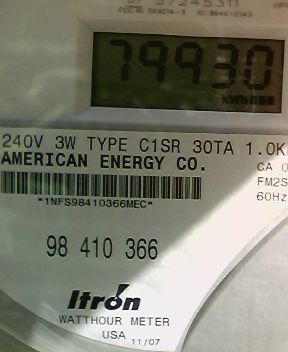 79930
kWh
240V 3W TYPE C1SR 30TA 1.0K
AMERICAN ENERGY CO.
CA 0
FM2S
60Hz
*1NFS98410366MEC*
98 410 366
Itron
WATTHOUR METER
USA 11/07